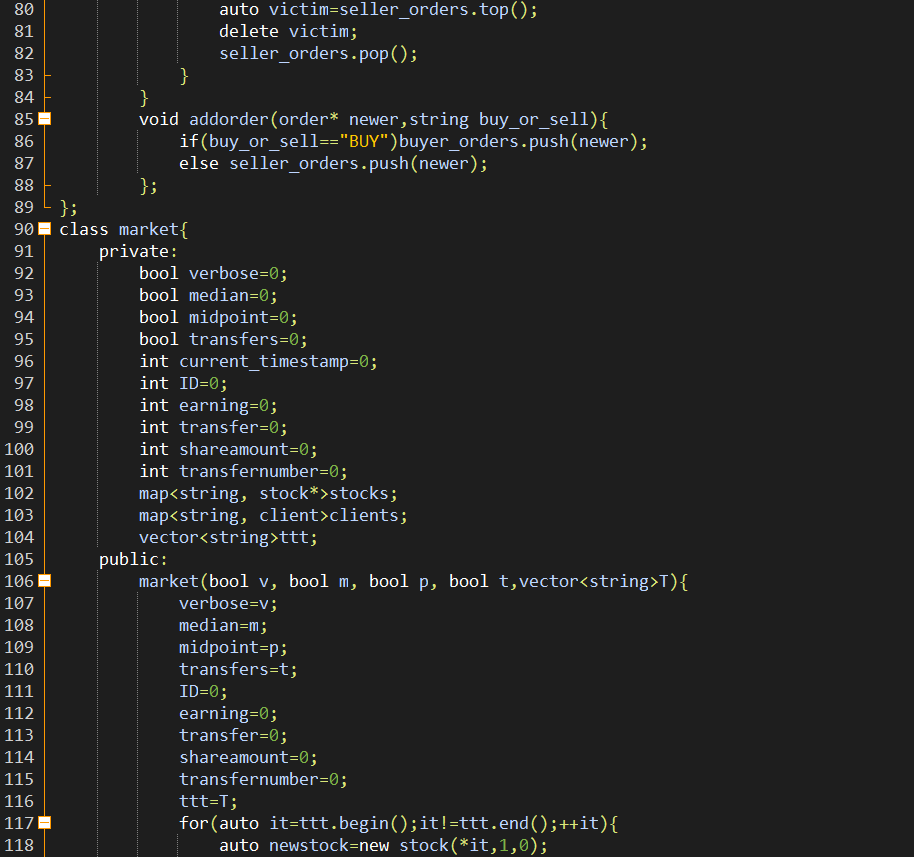 80 auto victim=seller_orders.top();
81 delete victim;
82 seller_orders.pop();
83 }
84 }
85 void addorder(order* newer,string buy_or_sell){
86 if(buy_or_sell=="BUY")buyer_orders.push(newer);
87 else seller_orders.push(newer);
88 };
89 };
90 class market{
91 private:
92 bool verbose=0;
93 bool median=0;
94 bool midpoint=0;
95 bool transfers=0;
96 int current_timestamp=0;
97 int ID=0;
98 int earning=0;
99 int transfer=0;
100 int shareamount=0;
101 int transfernumber=0;
102 map<string, stock*>stocks;
103 map<string, client>clients;
104 vector<string>ttt;
105 public:
106 market(bool v, bool m, bool p, bool t,vector<string>T){
107 verbose=v;
108 median=m;
109 midpoint=p;
110 transfers=t;
111 ID=0;
112 earning=0;
113 transfer=0;
114 shareamount=0;
115 transfernumber=0;
116 ttt=T;
117 for(auto it=ttt.begin();it!=ttt.end();++it){
118 auto newstock=new stock(*it,1,0);